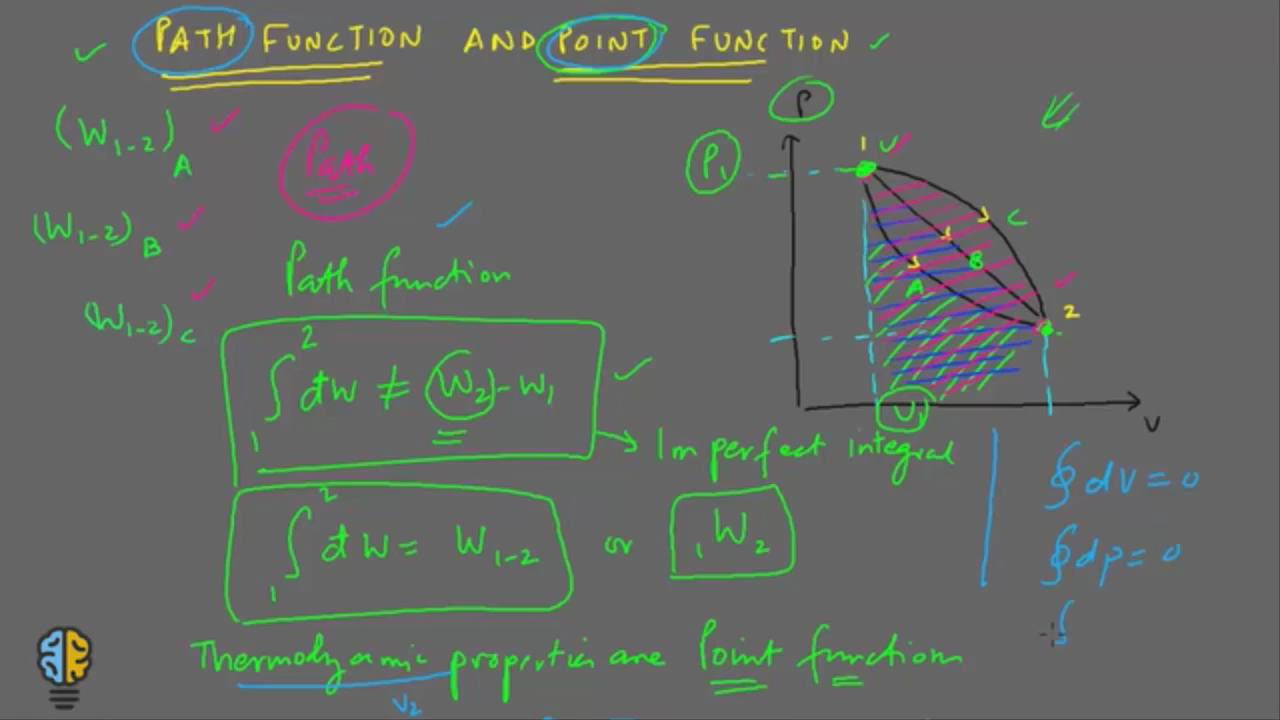 PATH FUNCTION AND POINT FUNCTION
(W1-2)A
(W1-2)B
(W1-2)C
Path
Path function
∫₁² đW ≠ W2 - W1
Imperfect integral
∫₁² đW = W1-2 or 1W2
Thermodynamic properties are Point functions
V2
P
P1
1
C
B
A
2
V1
V
∮dV = 0
∮dp = 0
∫